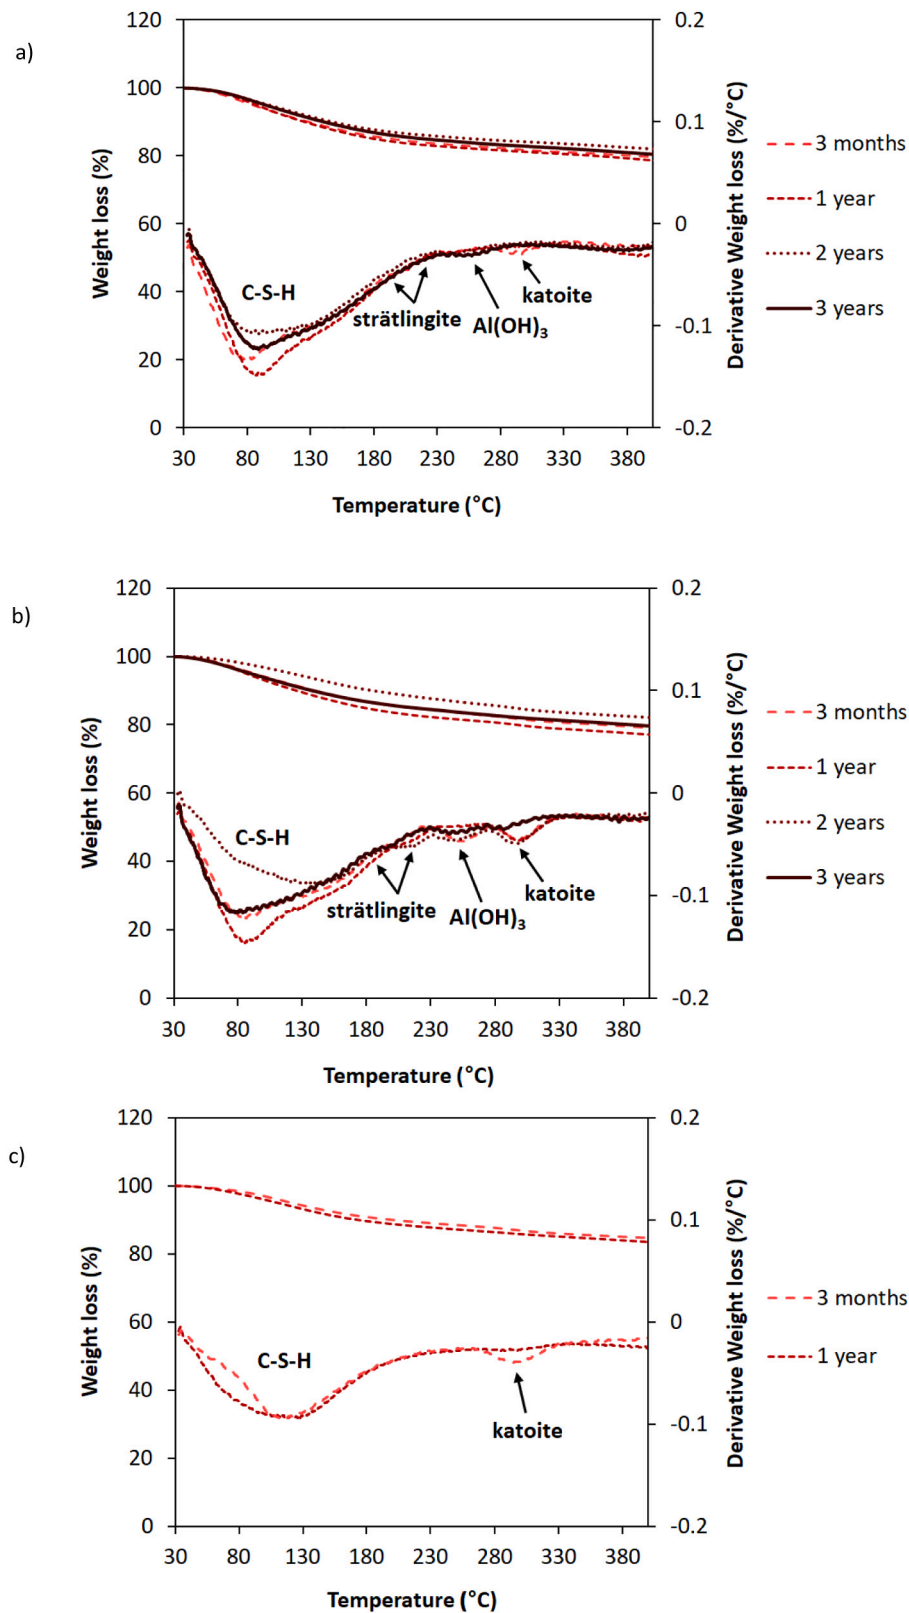 a)
120
100
80
60
40
20
0
Weight loss (%)
0.2
0.1
0
-0.1
-0.2
Derivative Weight loss (%/°C)
C-S-H
strätlingite
Al(OH)3
katoite
30 80 130 180 230 280 330 380
Temperature (°C)
3 months
1 year
2 years
3 years
b)
120
100
80
60
40
20
0
Weight loss (%)
0.2
0.1
0
-0.1
-0.2
Derivative Weight loss (%/°C)
C-S-H
strätlingite
Al(OH)3
katoite
30 80 130 180 230 280 330 380
Temperature (°C)
3 months
1 year
2 years
3 years
c)
120
100
80
60
40
20
0
Weight loss (%)
0.2
0.1
0
-0.1
-0.2
Derivative Weight loss (%/°C)
C-S-H
katoite
30 80 130 180 230 280 330 380
Temperature (°C)
3 months
1 year